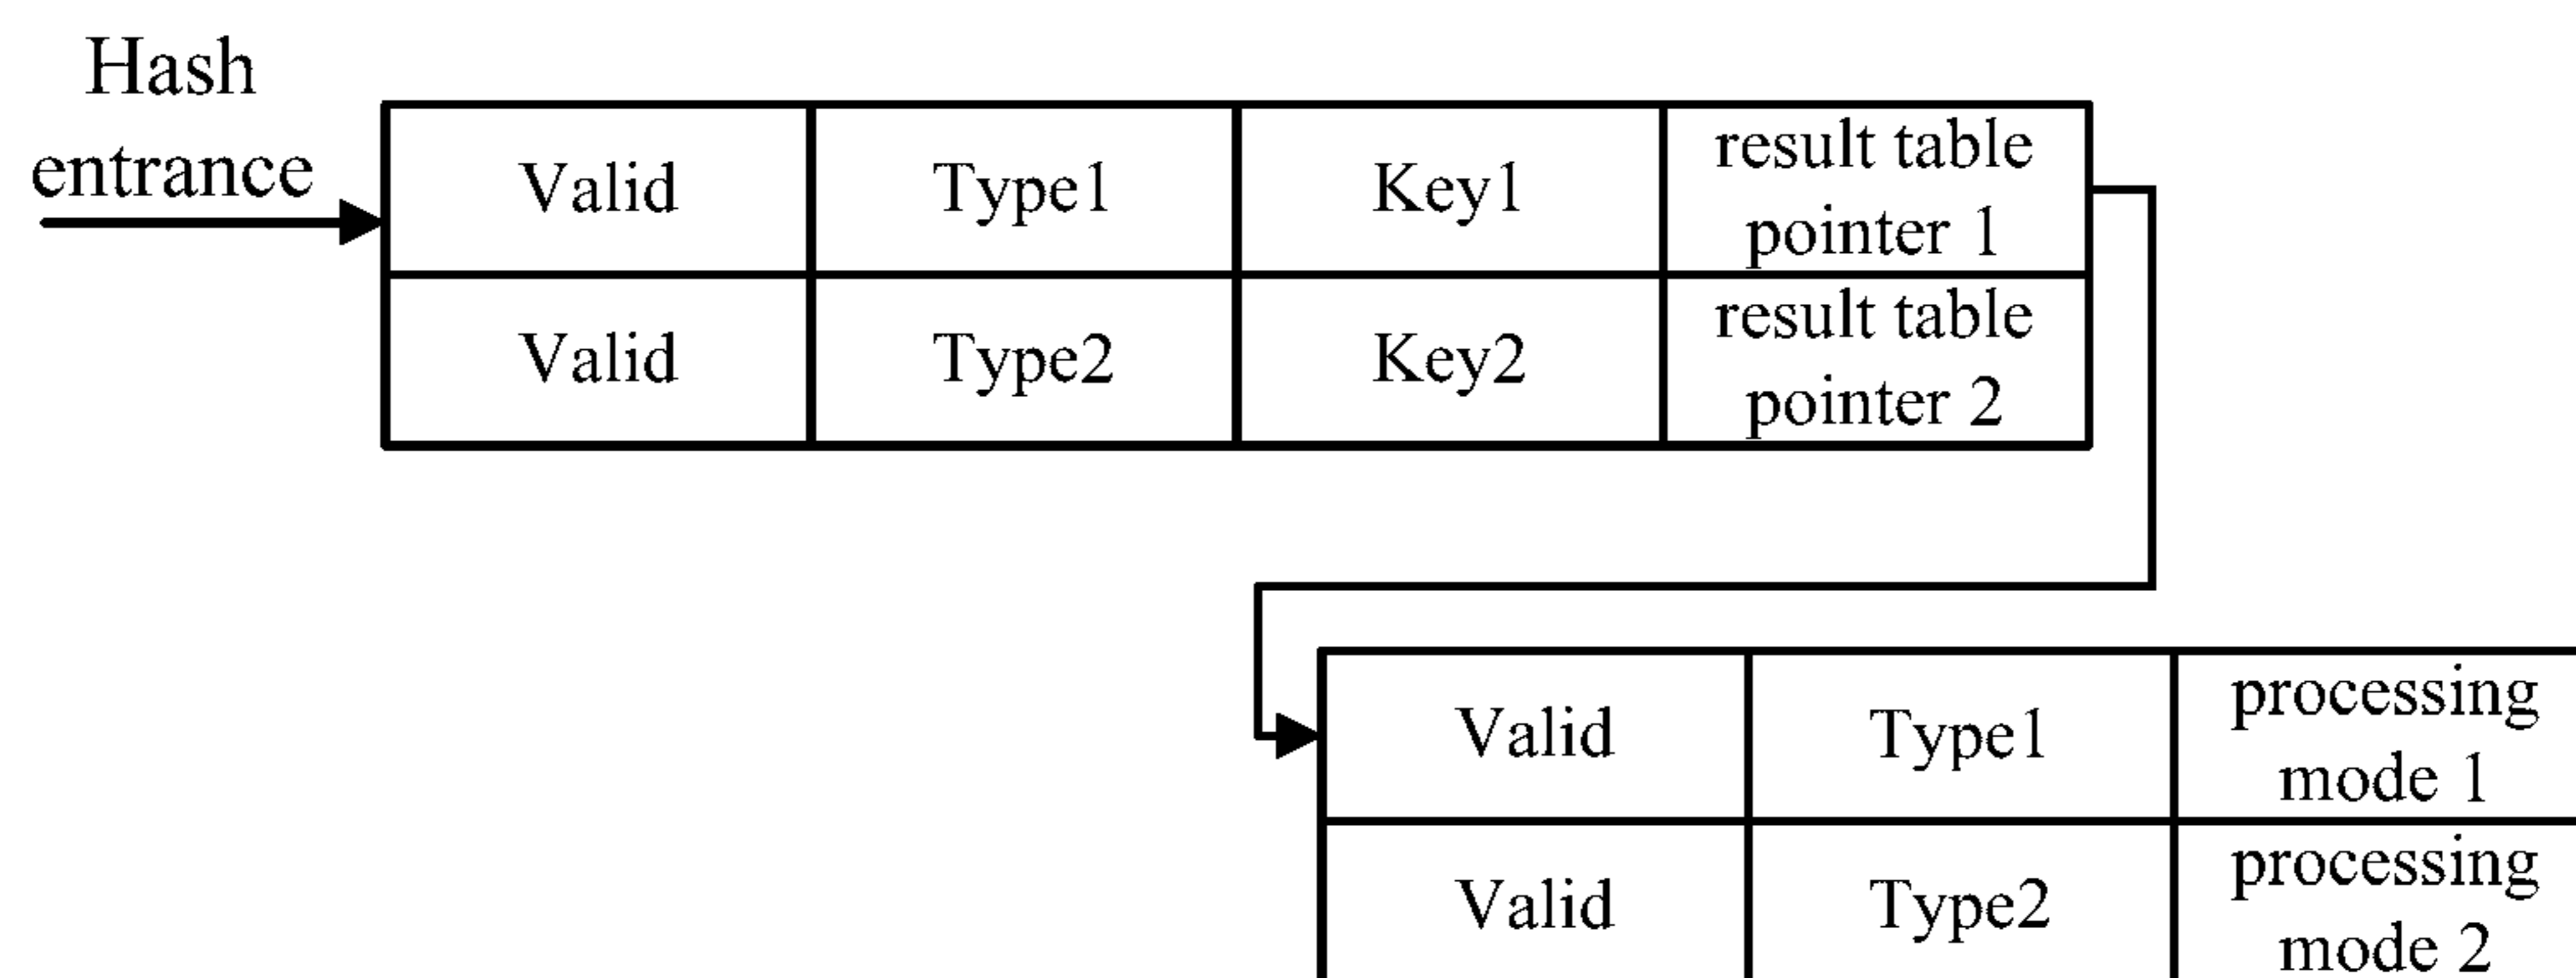 Hash
entrance
Valid Type1 Key1 result table
pointer 1
Valid Type2 Key2 result table
pointer 2
Valid Type1 processing
mode 1
Valid Type2 processing
mode 2